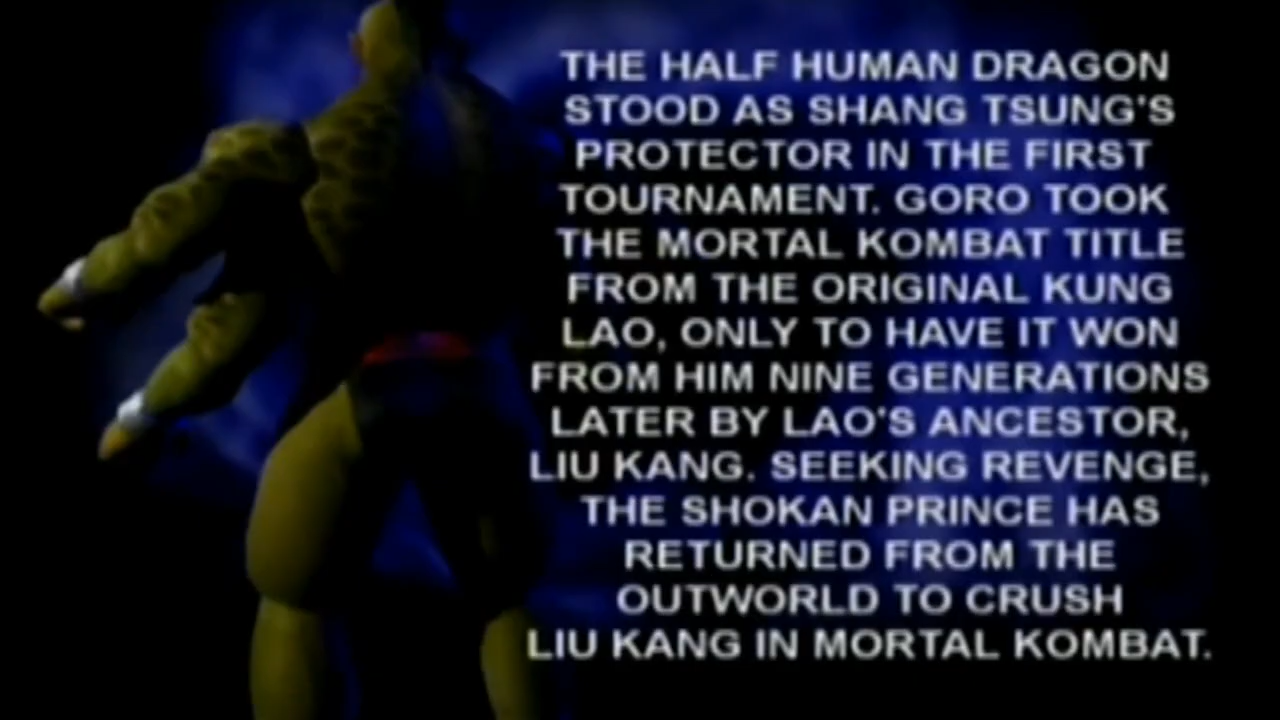 THE HALF HUMAN DRAGON
STOOD AS SHANG TSUNG'S
PROTECTOR IN THE FIRST
TOURNAMENT. GORO TOOK
THE MORTAL KOMBAT TITLE
FROM THE ORIGINAL KUNG
LAO, ONLY TO HAVE IT WON
FROM HIM NINE GENERATIONS
LATER BY LAO'S ANCESTOR,
LIU KANG. SEEKING REVENGE,
THE SHOKAN PRINCE HAS
RETURNED FROM THE
OUTWORLD TO CRUSH
LIU KANG IN MORTAL KOMBAT.